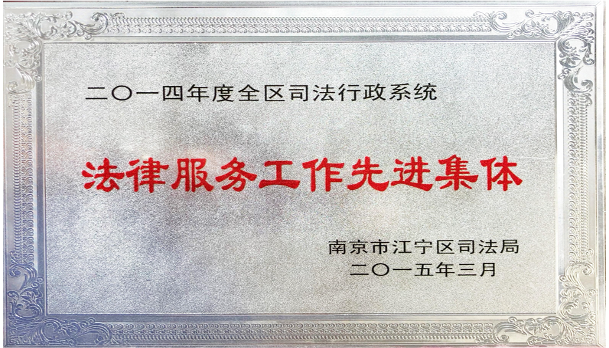 二〇一四年度全区司法行政系统
法律服务工作先进集体
南京市江宁区司法局
二〇一五年三月